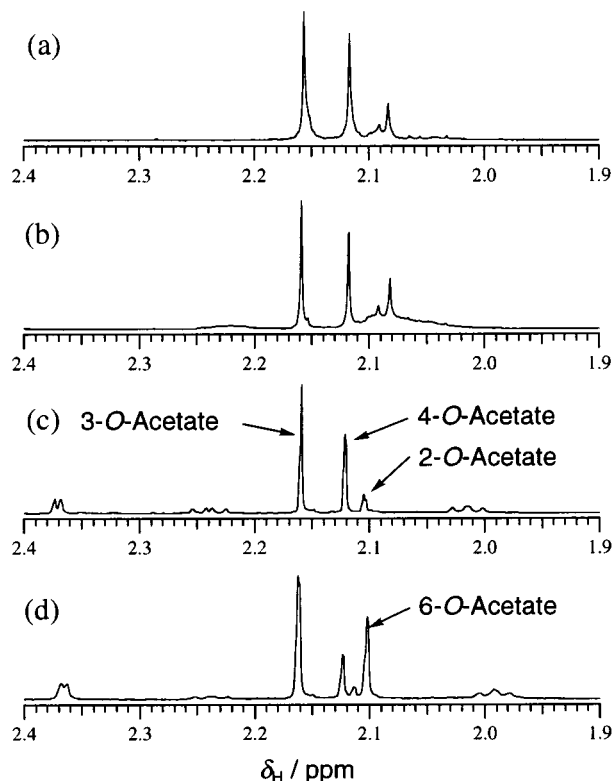 (a)
2.4 2.3 2.2 2.1 2.0 1.9
(b)
2.4 2.3 2.2 2.1 2.0 1.9
(c)
3-O-Acetate
4-O-Acetate
2-O-Acetate
2.4 2.3 2.2 2.1 2.0 1.9
(d)
6-O-Acetate
2.4 2.3 2.2 2.1 2.0 1.9
δH / ppm